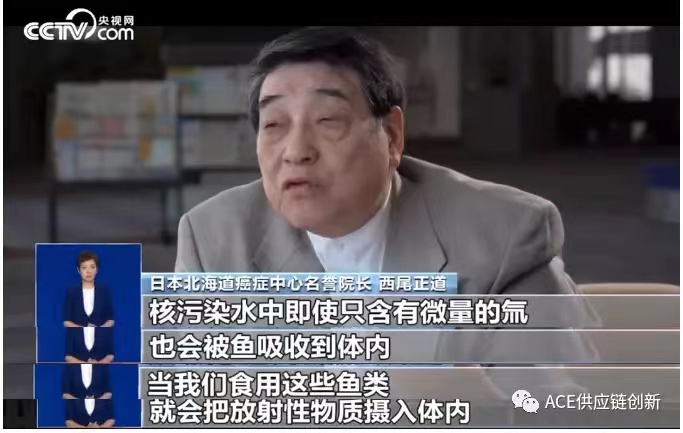 CCTV 央视网
com
日本北海道癌症中心名誉院长 西尾正道
核污染水中即使只含有微量的氚
也会被鱼吸收到体内
当我们食用这些鱼类
就会把放射性物质摄入体内
ACE供应链创新